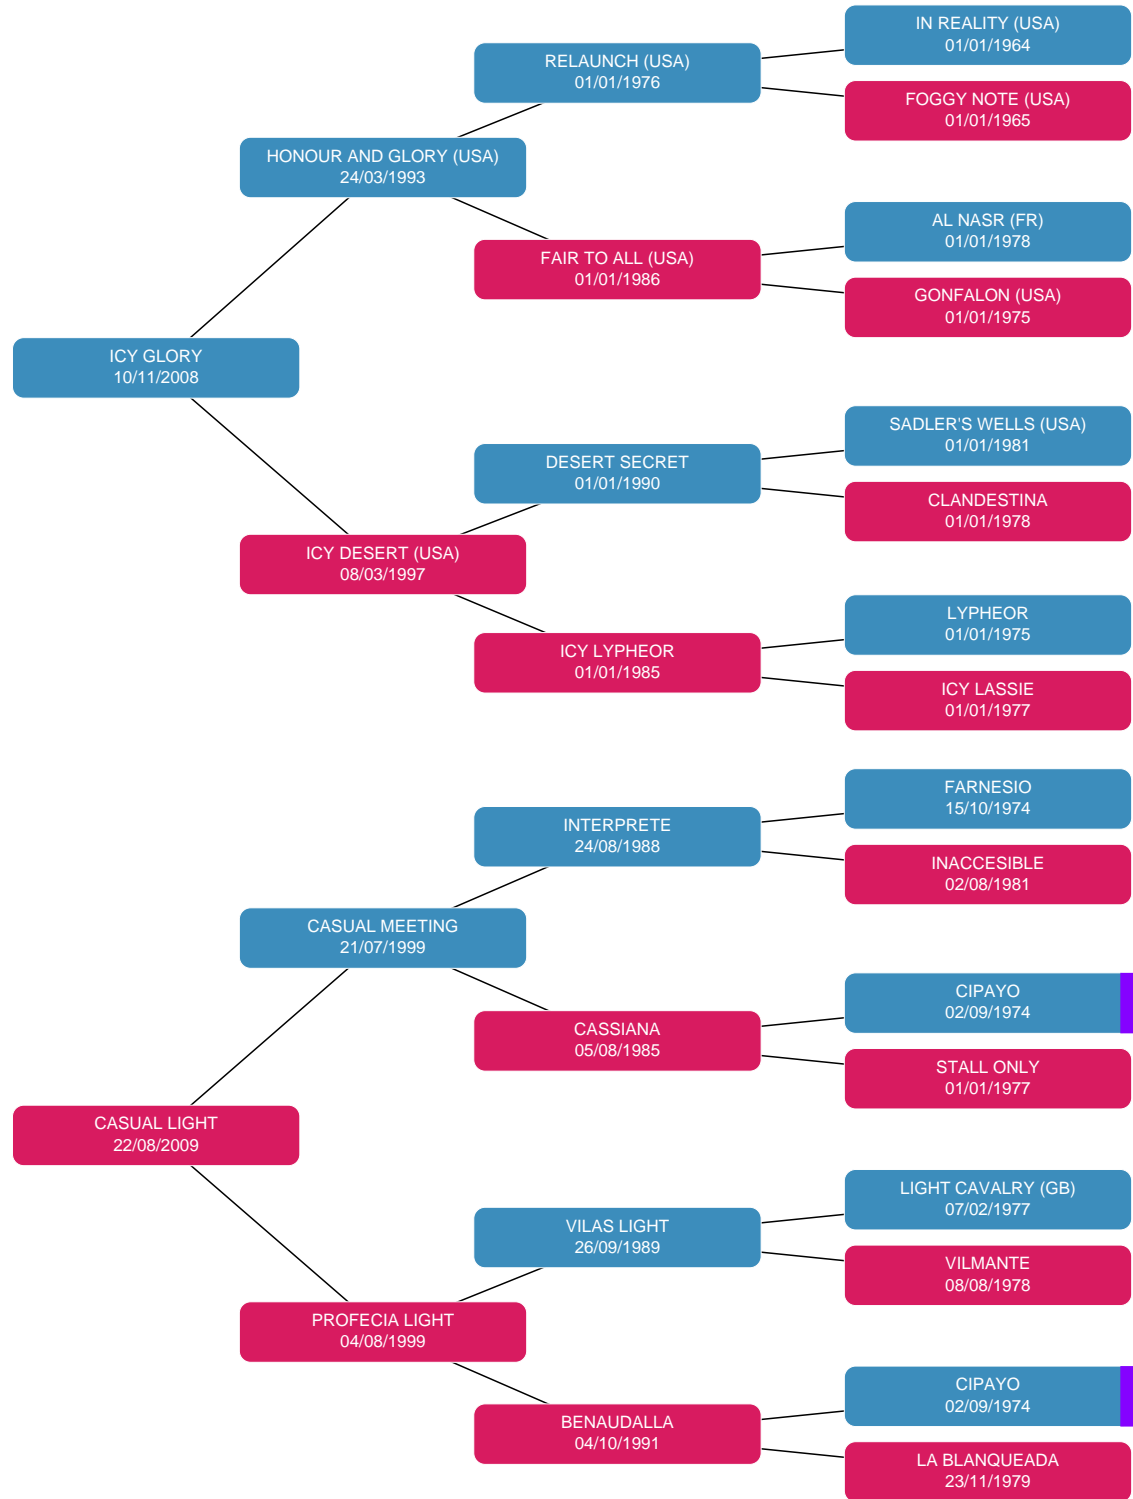 IN REALITY (USA)
01/01/1964
RELAUNCH (USA)
01/01/1976
FOGGY NOTE (USA)
01/01/1965
HONOUR AND GLORY (USA)
24/03/1993
AL NASR (FR)
01/01/1978
FAIR TO ALL (USA)
01/01/1986
GONFALON (USA)
01/01/1975
ICY GLORY
10/11/2008
SADLER'S WELLS (USA)
01/01/1981
DESERT SECRET
01/01/1990
CLANDESTINA
01/01/1978
ICY DESERT (USA)
08/03/1997
LYPHEOR
01/01/1975
ICY LYPHEOR
01/01/1985
ICY LASSIE
01/01/1977
FARNESIO
15/10/1974
INTERPRETE
24/08/1988
INACCESIBLE
02/08/1981
CASUAL MEETING
21/07/1999
CIPAYO
02/09/1974
CASSIANA
05/08/1985
STALL ONLY
01/01/1977
CASUAL LIGHT
22/08/2009
LIGHT CAVALRY (GB)
07/02/1977
VILAS LIGHT
26/09/1989
VILMANTE
08/08/1978
PROFECIA LIGHT
04/08/1999
CIPAYO
02/09/1974
BENAUDALLA
04/10/1991
LA BLANQUEADA
23/11/1979